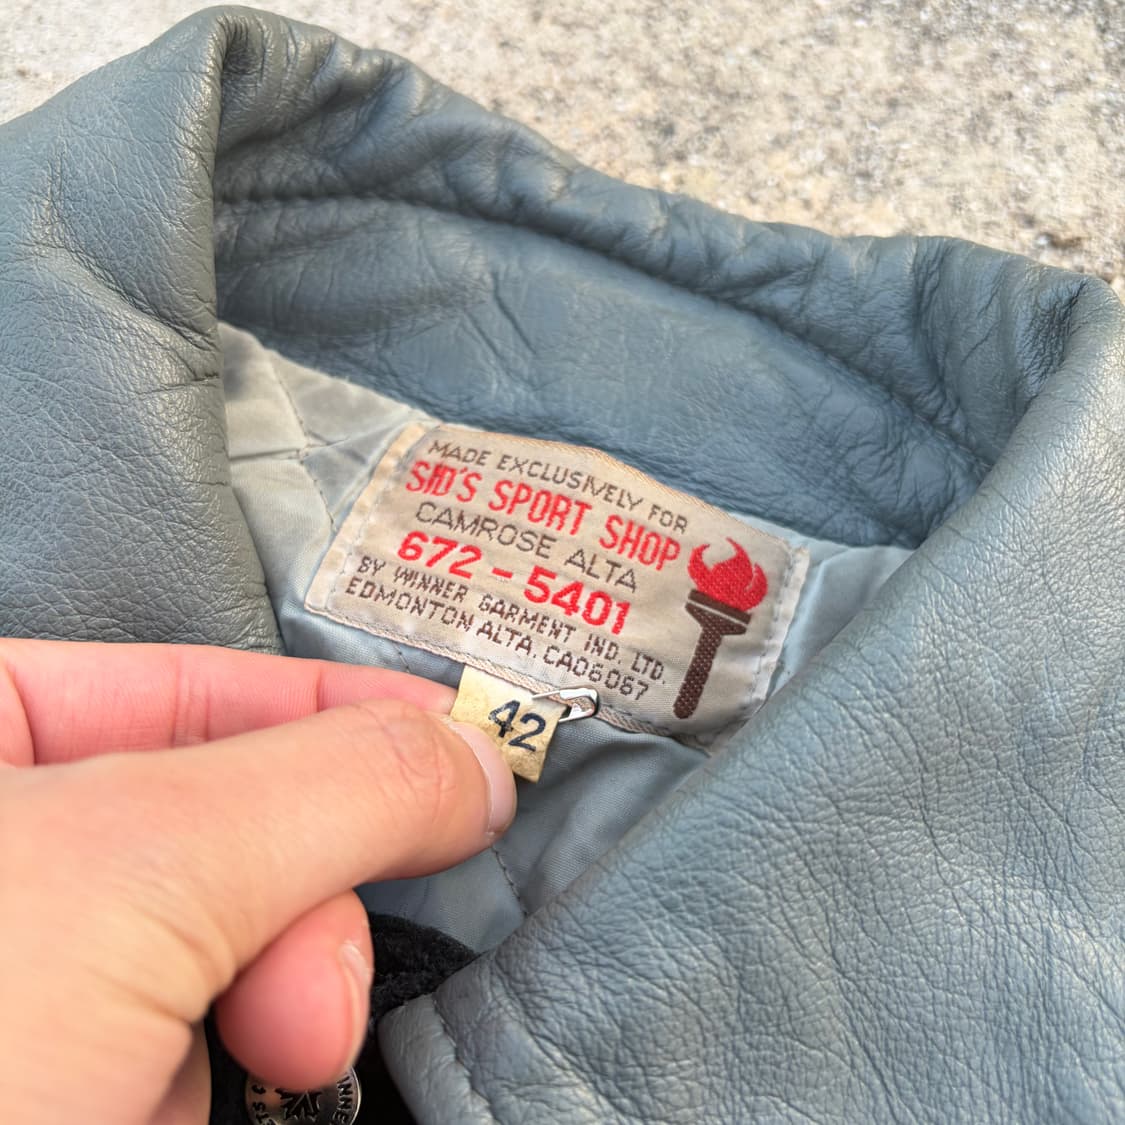 MADE EXCLUSIVELY FOR
SID'S SPORT SHOP
CAMROSE ALTA
672-5401
BY WINNER GARMENT IND. LTD.
EDMONTON ALTA. CA06067
42